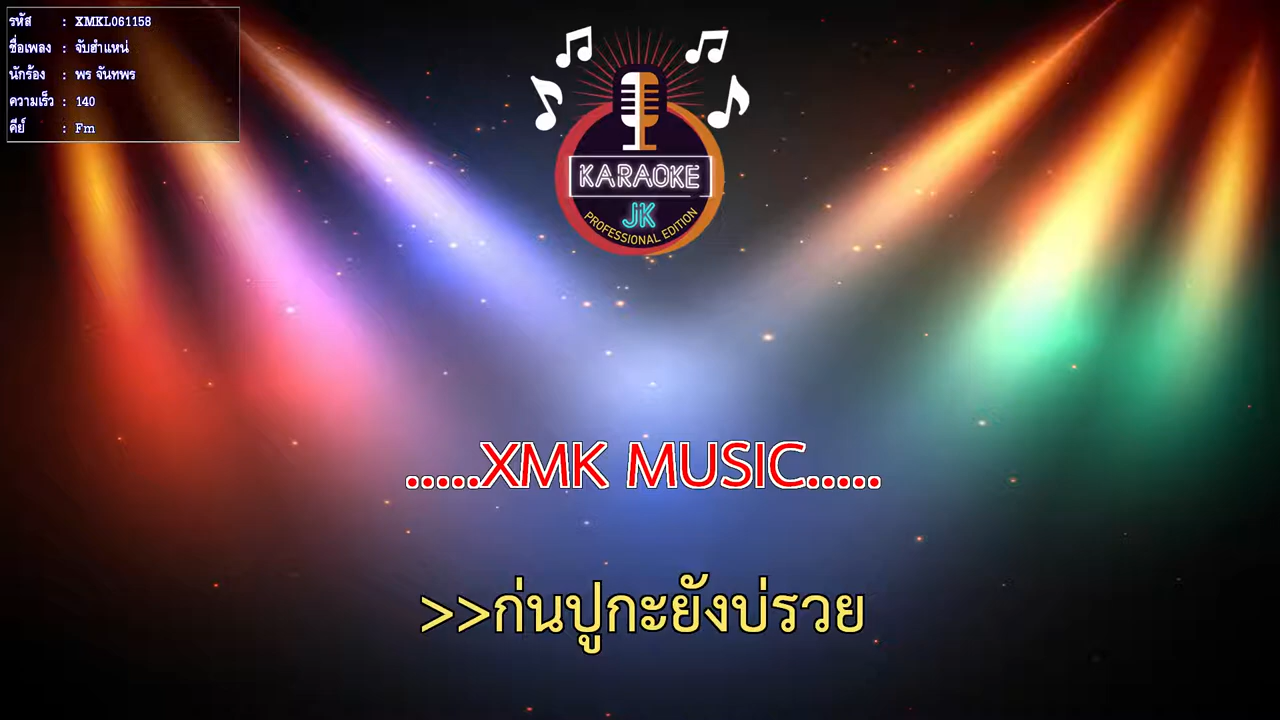 รหัส : XMKL061158
ชื่อเพลง : จับฮำแหน่
นักร้อง : พร จันทพร
ความเร็ว : 140
คีย์ : Fm
KARAOKE
JK
PROFESSIONAL EDITION
.....XMK MUSIC.....
>>ก่นปูกะยังบ่รวย